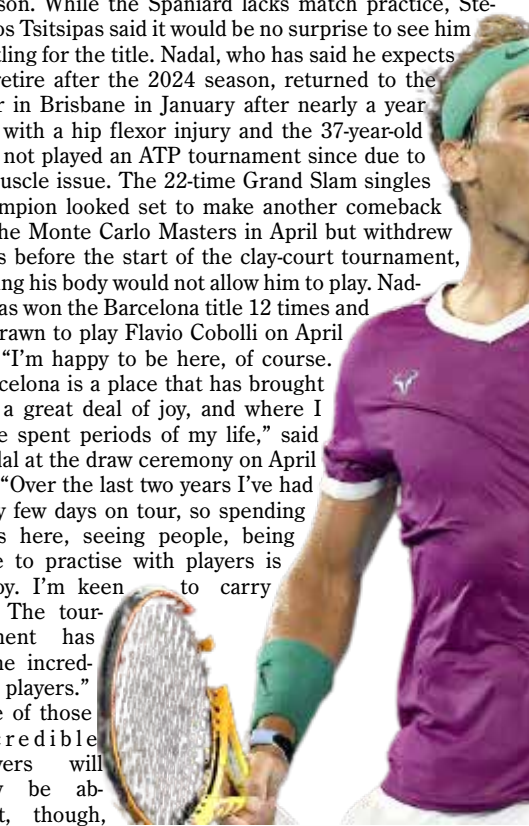 son. While the Spaniard lacks match practice, Ste-
os Tsitsipas said it would be no surprise to see him
tling for the title. Nadal, who has said he expects
retire after the 2024 season, returned to the
r in Brisbane in January after nearly a year
with a hip flexor injury and the 37-year-old
not played an ATP tournament since due to
uscle issue. The 22-time Grand Slam singles
mpion looked set to make another comeback
he Monte Carlo Masters in April but withdrew
s before the start of the clay-court tournament,
ing his body would not allow him to play. Nad-
as won the Barcelona title 12 times and
rawn to play Flavio Cobolli on April
“I’m happy to be here, of course.
celona is a place that has brought
a great deal of joy, and where I
e spent periods of my life,” said
dal at the draw ceremony on April
“Over the last two years I’ve had
y few days on tour, so spending
s here, seeing people, being
e to practise with players is
oy. I’m keen to carry
The tour-
ment has
me incred-
players.”
e of those
credible
yers will
y be ab-
t, though,